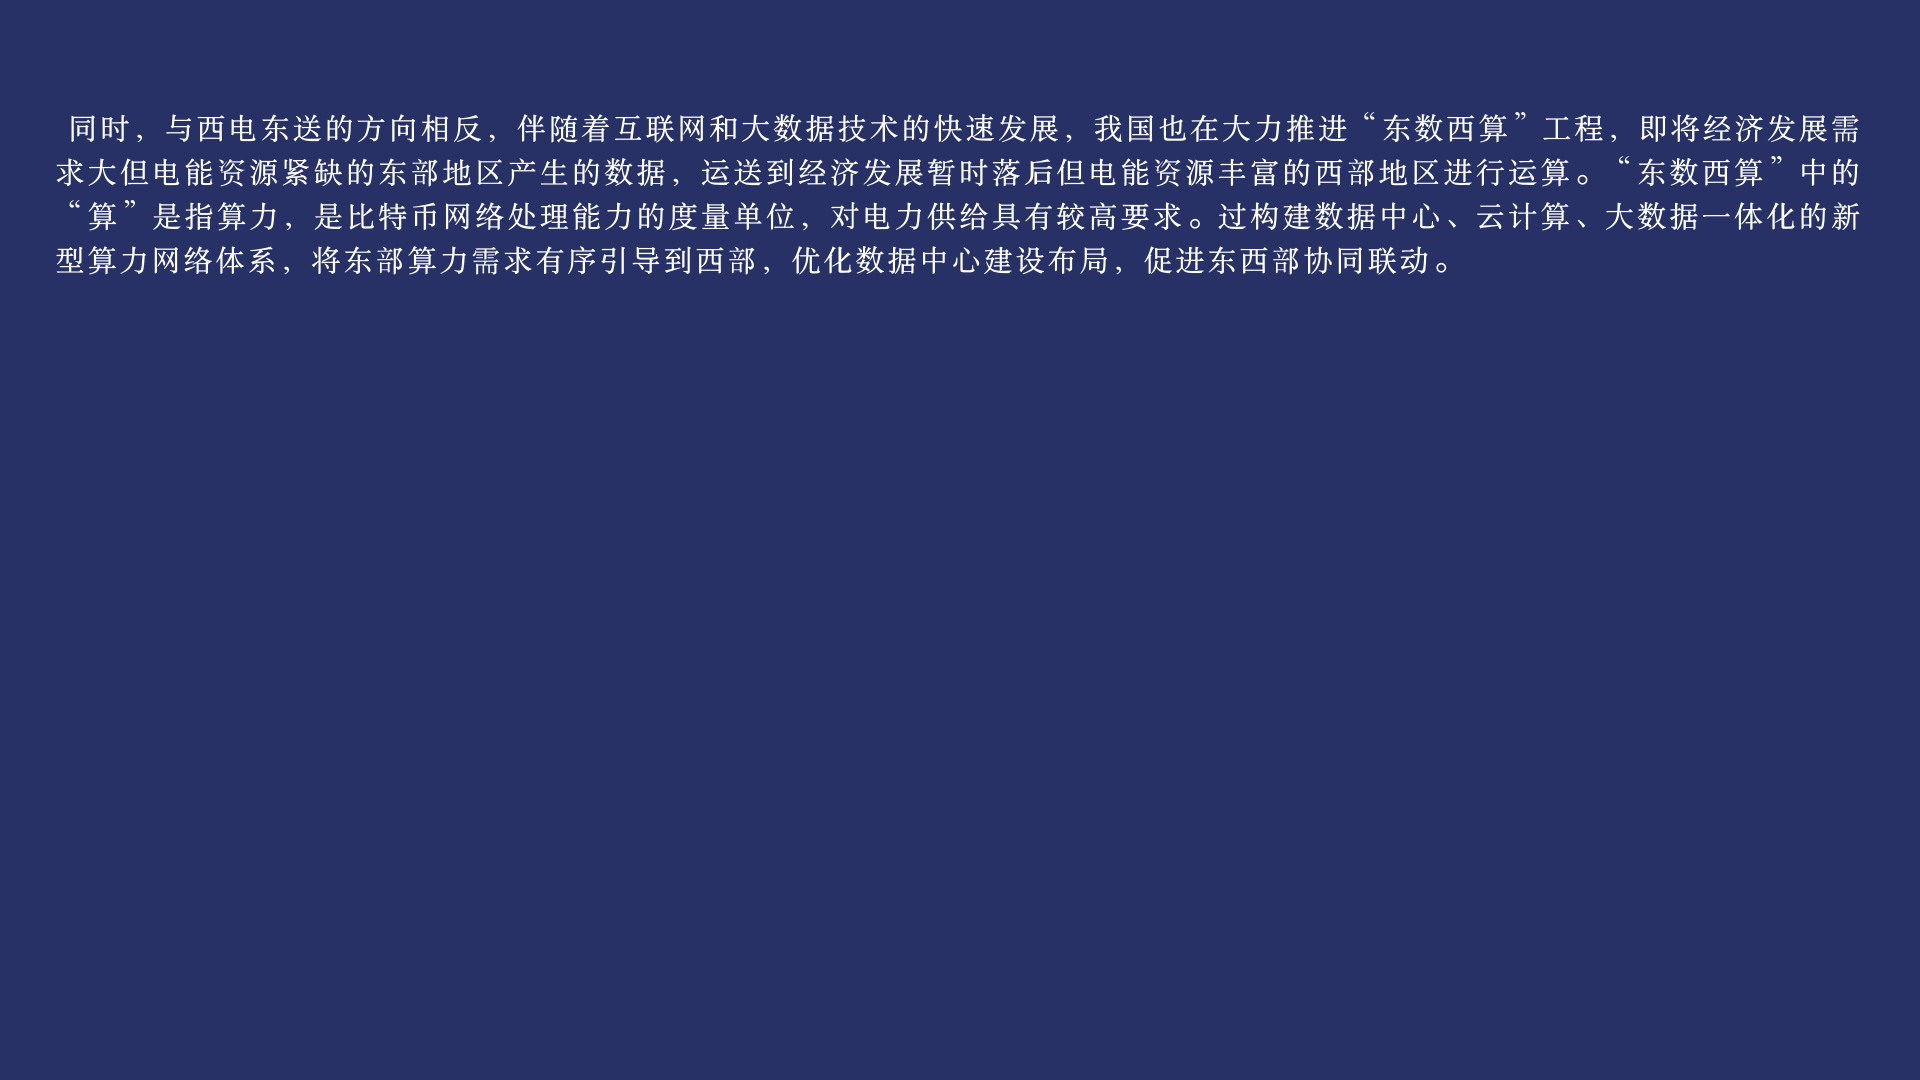 同时，与西电东送的方向相反，伴随着互联网和大数据技术的快速发展，我国也在大力推进“东数西算”工程，即将经济发展需
求大但电能资源紧缺的东部地区产生的数据，运送到经济发展暂时落后但电能资源丰富的西部地区进行运算。“东数西算”中的
“算”是指算力，是比特币网络处理能力的度量单位，对电力供给具有较高要求。过构建数据中心、云计算、大数据一体化的新
型算力网络体系，将东部算力需求有序引导到西部，优化数据中心建设布局，促进东西部协同联动。